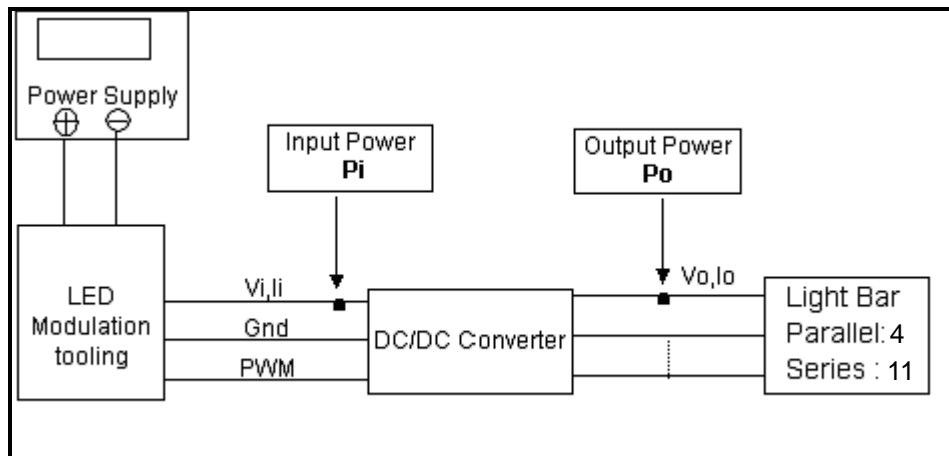 Power Supply
Input Power
Pi
Output Power
Po
LED
Modulation
tooling
Vi,Ii
Gnd
PWM
DC/DC Converter
Vo,Io
Light Bar
Parallel: 4
Series : 11